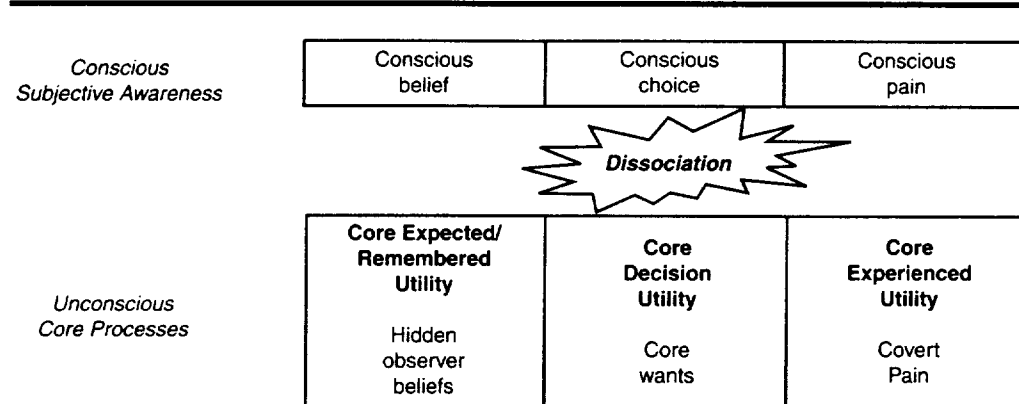 Conscious
Subjective Awareness
Conscious
belief
Conscious
choice
Conscious
pain
Dissociation
Unconscious
Core Processes
Core Expected/
Remembered
Utility
Hidden
observer
beliefs
Core
Decision
Utility
Core
wants
Core
Experienced
Utility
Covert
Pain